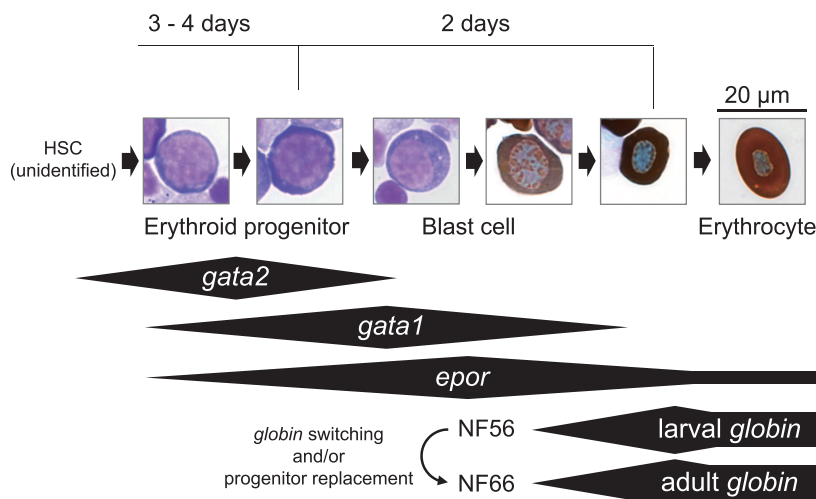 3 - 4 days
2 days
20 µm
HSC
(unidentified)
Erythroid progenitor
Blast cell
Erythrocyte
gata2
gata1
epor
globin switching
and/or
progenitor replacement
NF56
larval globin
NF66
adult globin